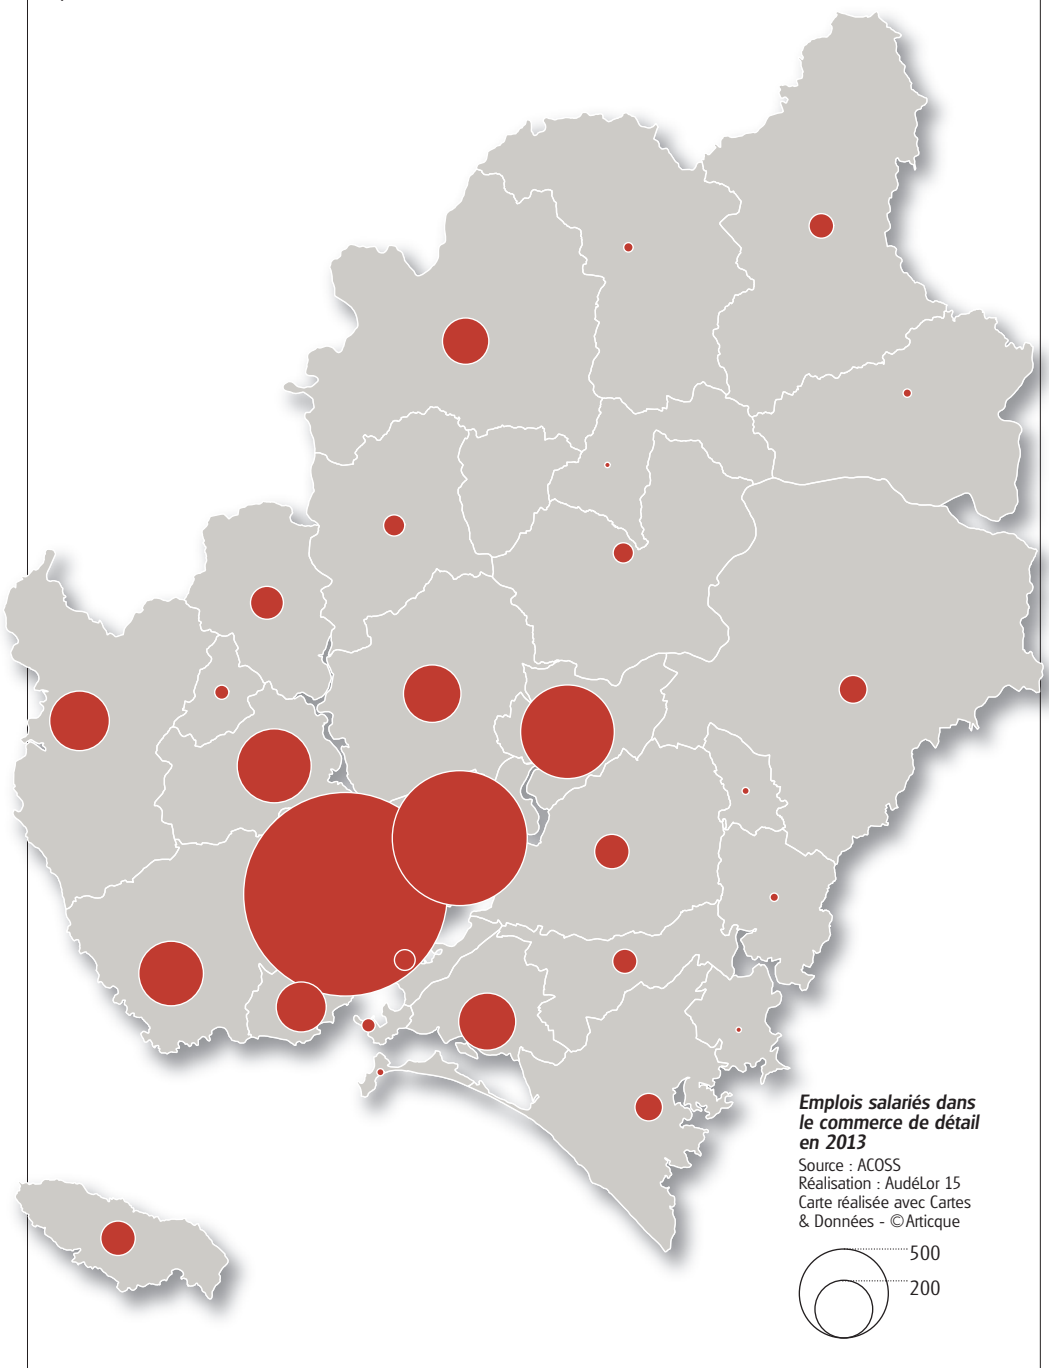 Emplois salariés dans
le commerce de détail
en 2013
Source : ACOSS
Réalisation : AudéLor 15
Carte réalisée avec Cartes
& Données - © Articque
500
200